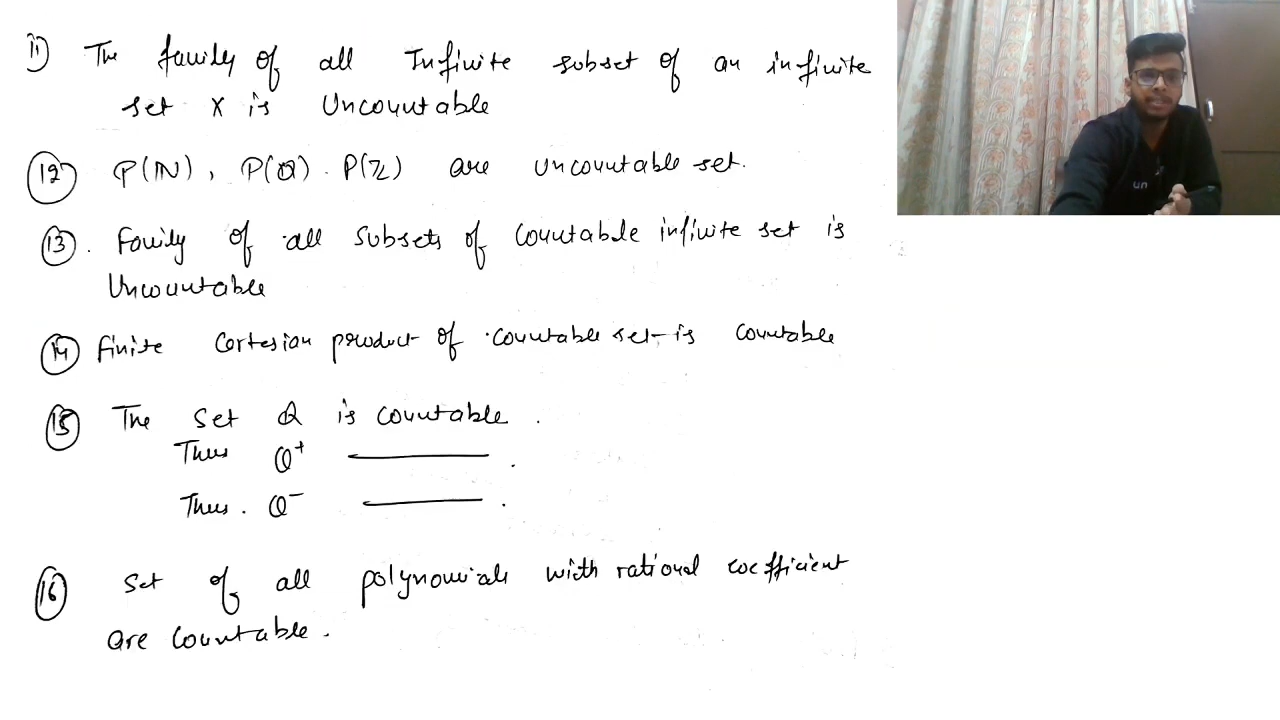 11) The family of all Infinite subset of an infinite
set X is Uncountable
12) P(N), P(Q). P(Z) are uncountable set.
13). Family of all subsets of countable infinite set is
Uncountable
14 finite Cartesian product of countable set is countable
15) The set Q is countable.
Thus Q⁺ ———.
Thus. Q⁻ ———.
16) Set of all polynomials with rational coefficient
are countable.
un